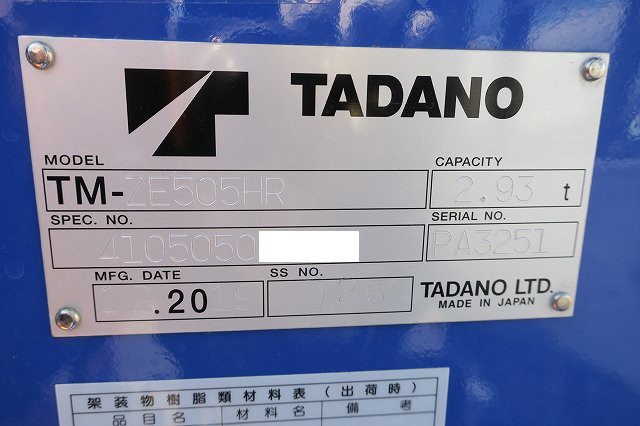 TADANO
MODEL CAPACITY
TM-ZE505HR 2.93 t
SPEC. NO. SERIAL NO.
4105050 PA3251
MFG. DATE SS NO.
.20 TADANO LTD.
MADE IN JAPAN
架装物樹脂類材料表(出荷時)
品目名 材料名 備考